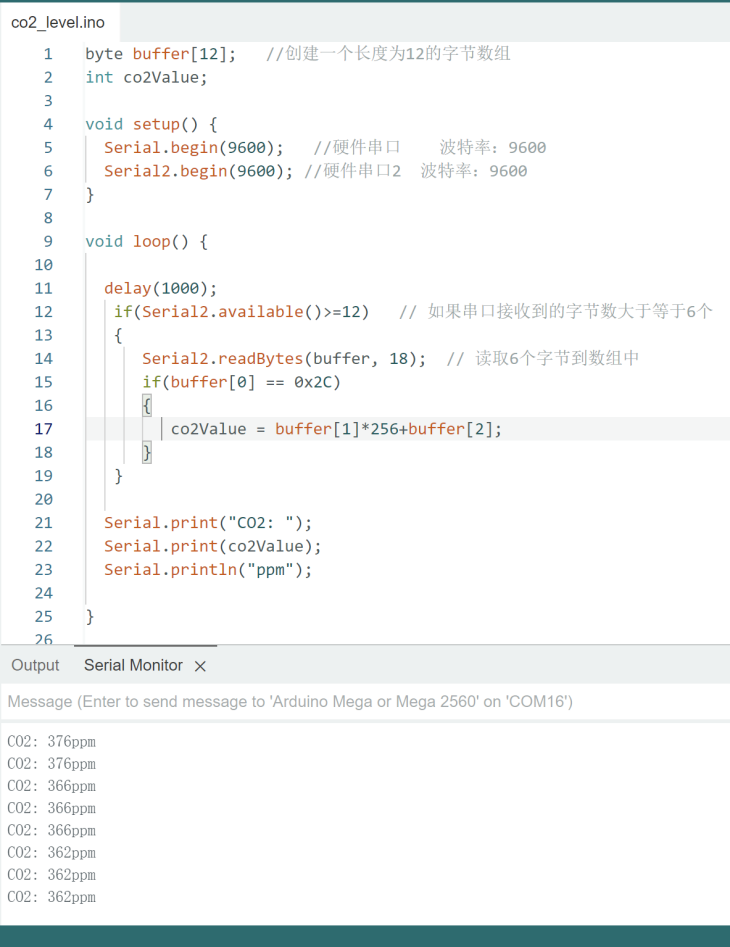 co2_level.ino
1 byte buffer[12];   //创建一个长度为12的字节数组
2 int co2Value;
3
4 void setup() {
5   Serial.begin(9600);   //硬件串口    波特率：9600
6   Serial2.begin(9600); //硬件串口2  波特率：9600
7 }
8
9 void loop() {
10
11   delay(1000);
12    if(Serial2.available()>=12)   // 如果串口接收到的字节数大于等于6个
13    {
14       Serial2.readBytes(buffer, 18);  // 读取6个字节到数组中
15       if(buffer[0] == 0x2C)
16       {
17          co2Value = buffer[1]*256+buffer[2];
18       }
19    }
20
21   Serial.print("CO2: ");
22   Serial.print(co2Value);
23   Serial.println("ppm");
24
25 }
26
Output Serial Monitor ×
Message (Enter to send message to 'Arduino Mega or Mega 2560' on 'COM16')
CO2: 376ppm
CO2: 376ppm
CO2: 366ppm
CO2: 366ppm
CO2: 366ppm
CO2: 362ppm
CO2: 362ppm
CO2: 362ppm